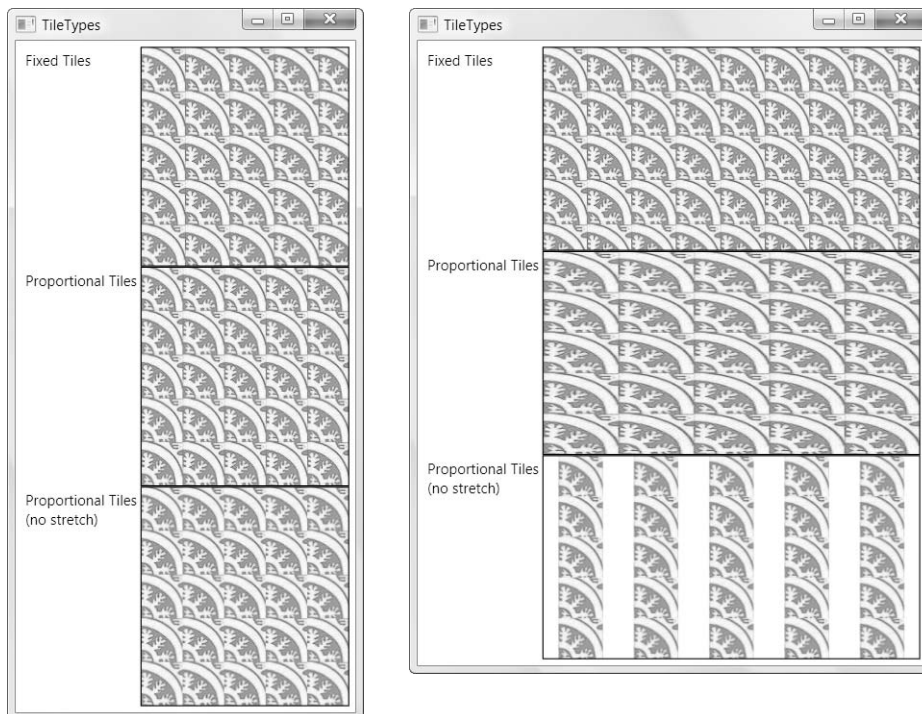 TileTypes
Fixed Tiles
Proportional Tiles
Proportional Tiles
(no stretch)
TileTypes
Fixed Tiles
Proportional Tiles
Proportional Tiles
(no stretch)